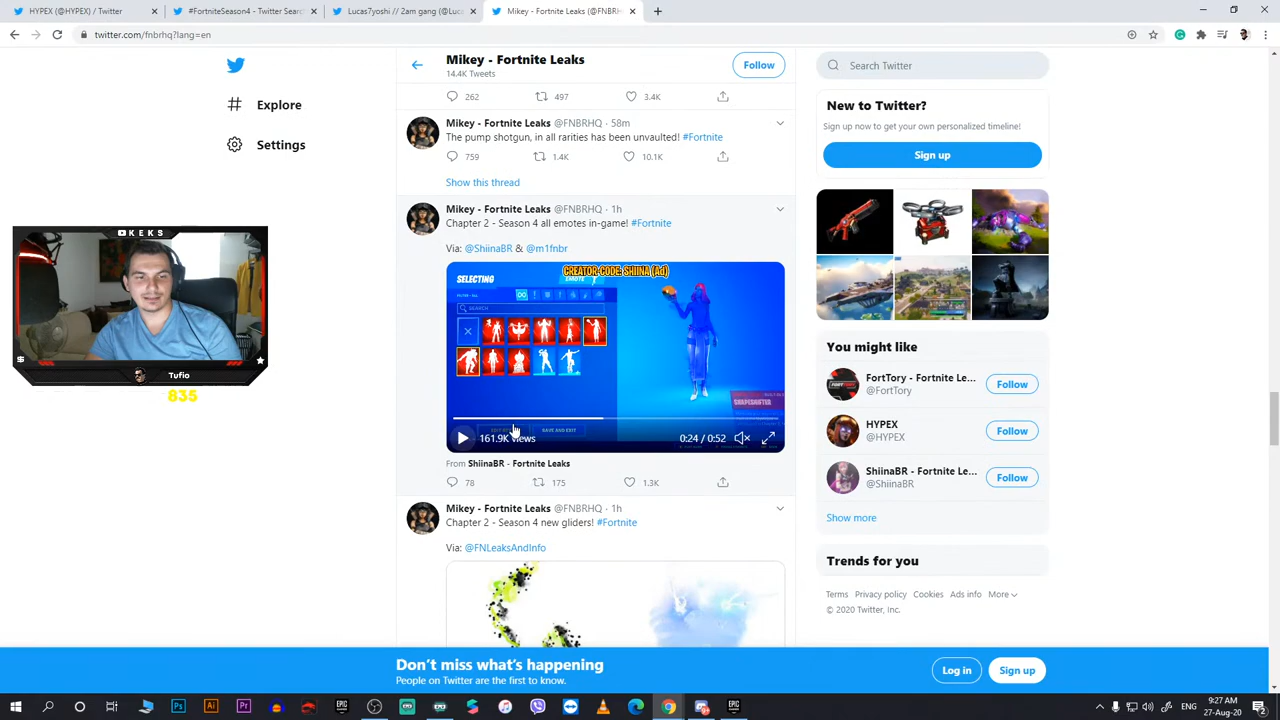 HYPEX (@HYPEX) / Twitter
#FortniteSeason4 - Twitter Searc
Lucas7yoshi // 2am gang (@Luca
Mikey - Fortnite Leaks (@FNBRH
twitter.com/fnbrhq?lang=en
Explore
Settings
Mikey - Fortnite Leaks
14.4K Tweets
Follow
262 497 3.4K
Mikey - Fortnite Leaks @FNBRHQ · 58m
The pump shotgun, in all rarities has been unvaulted! #Fortnite
759 1.4K 10.1K
Show this thread
Mikey - Fortnite Leaks @FNBRHQ · 1h
Chapter 2 - Season 4 all emotes in-game! #Fortnite
Via: @ShiinaBR & @m1fnbr
SELECTING
CREATOR CODE: SHIINA (Ad)
EMOTE
SEARCH
SAVE AND EXIT
161.9K views
0:24 / 0:52
From ShiinaBR - Fortnite Leaks
78 175 1.3K
Mikey - Fortnite Leaks @FNBRHQ · 1h
Chapter 2 - Season 4 new gliders! #Fortnite
Via: @FNLeaksAndInfo
Search Twitter
New to Twitter?
Sign up now to get your own personalized timeline!
Sign up
You might like
FortTory - Fortnite Le...
@FortTory
Follow
HYPEX
@HYPEX
Follow
ShiinaBR - Fortnite Le...
@ShiinaBR
Follow
Show more
Trends for you
Terms Privacy policy Cookies Ads info More
© 2020 Twitter, Inc.
KEKS
Tufio
835
Don't miss what's happening
People on Twitter are the first to know.
Log in
Sign up
ENG
9:27 AM
27-Aug-20